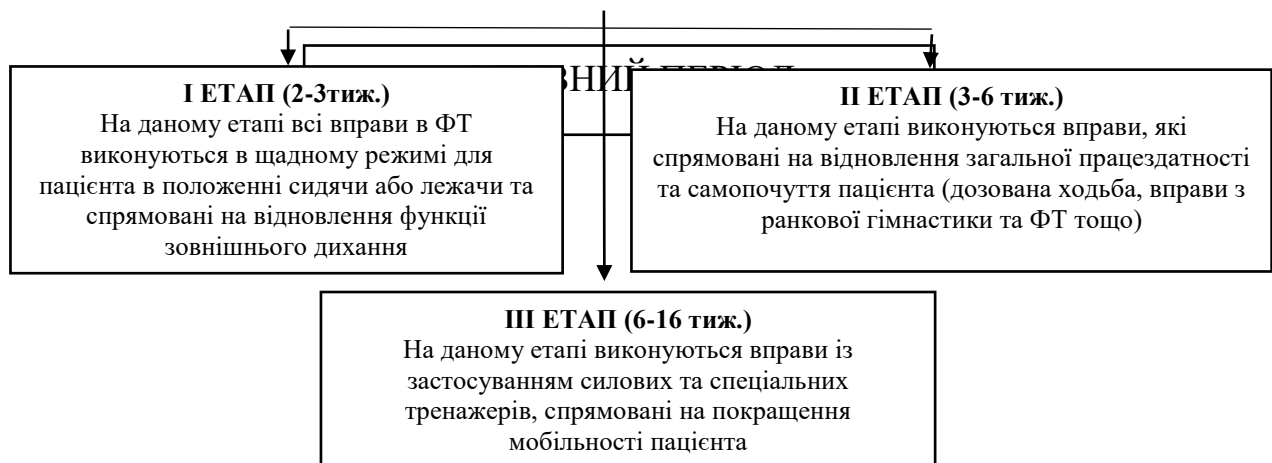 I ЕТАП (2-3тиж.)
На даному етапі всі вправи в ФТ
виконуються в щадному режимі для
пацієнта в положенні сидячи або лежачи та
спрямовані на відновлення функції
зовнішнього дихання
II ЕТАП (3-6 тиж.)
На даному етапі виконуються вправи, які
спрямовані на відновлення загальної працездатності
та самопочуття пацієнта (дозована ходьба, вправи з
ранкової гімнастики та ФТ тощо)
III ЕТАП (6-16 тиж.)
На даному етапі виконуються вправи із
застосуванням силових та спеціальних
тренажерів, спрямовані на покращення
мобільності пацієнта